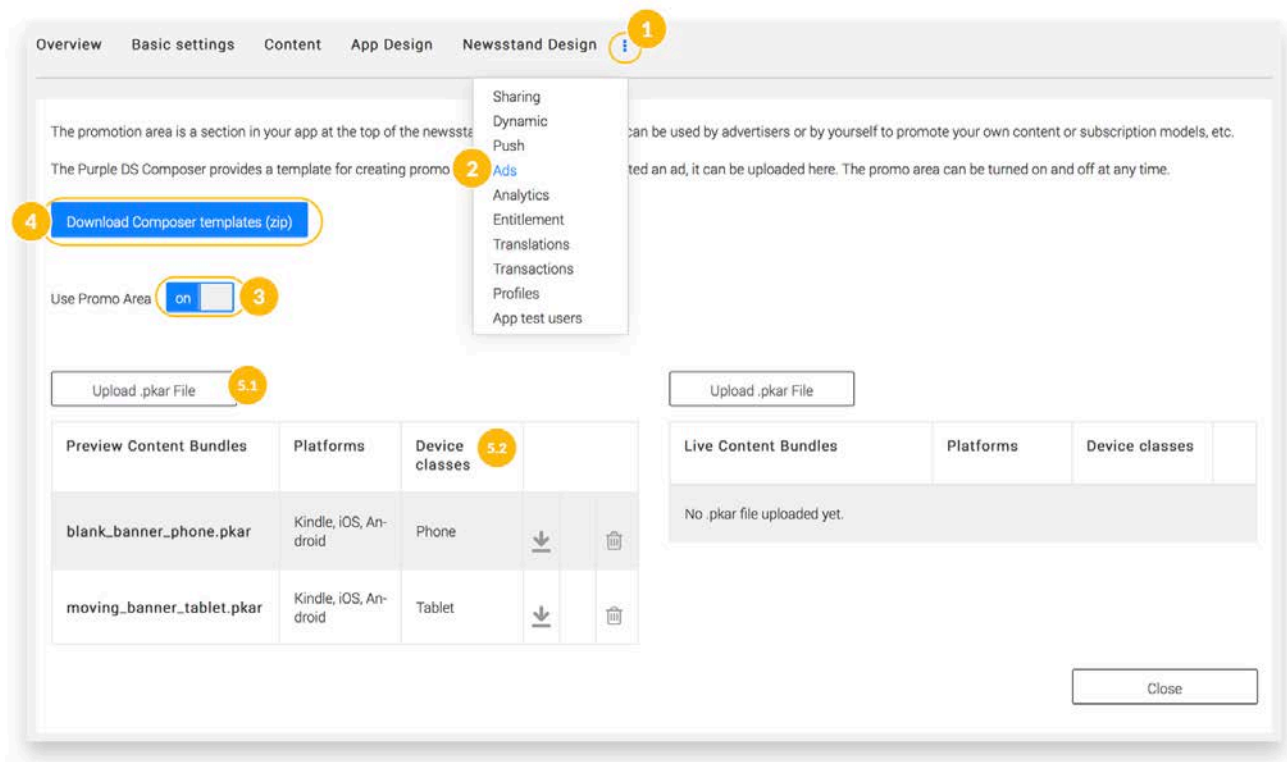 1
Overview Basic settings Content App Design Newsstand Design
Sharing
Dynamic
Push
2 Ads
Analytics
Entitlement
Translations
Transactions
Profiles
App test users
The promotion area is a section in your app at the top of the newssta can be used by advertisers or by yourself to promote your own content or subscription models, etc.
The Purple DS Composer provides a template for creating promo ted an ad, it can be uploaded here. The promo area can be turned on and off at any time.
4 Download Composer templates (zip)
Use Promo Area on 3
Upload .pkar File 5.1
Preview Content Bundles Platforms Device 5.2
classes
blank_banner_phone.pkar Kindle, iOS, An-
droid Phone
moving_banner_tablet.pkar Kindle, iOS, An-
droid Tablet
Upload .pkar File
Live Content Bundles Platforms Device classes
No .pkar file uploaded yet.
Close